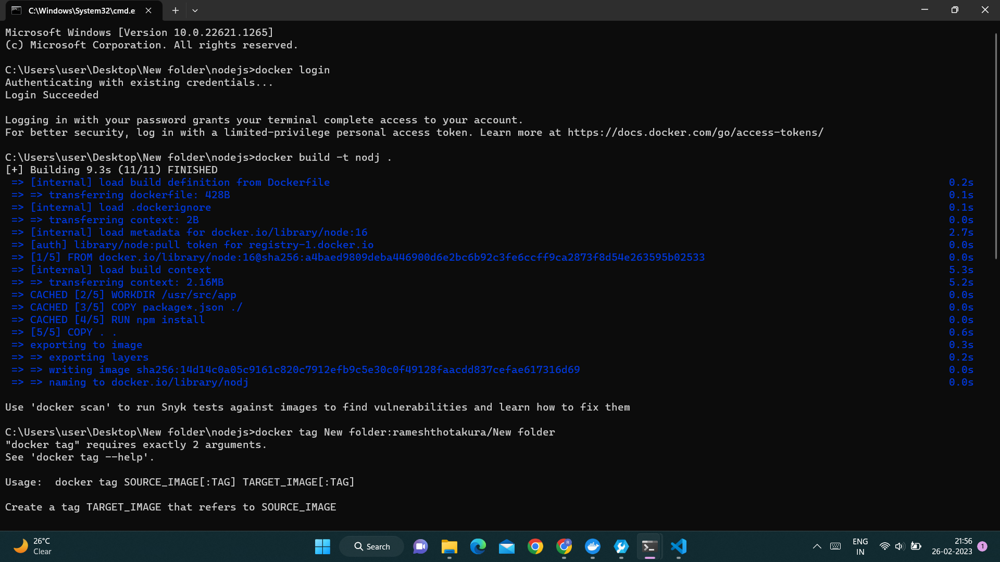 C:\Windows\System32\cmd.e
Microsoft Windows [Version 10.0.22621.1265]
(c) Microsoft Corporation. All rights reserved.
C:\Users\user\Desktop\New folder\nodejs>docker login
Authenticating with existing credentials...
Login Succeeded
Logging in with your password grants your terminal complete access to your account.
For better security, log in with a limited-privilege personal access token. Learn more at https://docs.docker.com/go/access-tokens/
C:\Users\user\Desktop\New folder\nodejs>docker build -t nodj .
[+] Building 9.3s (11/11) FINISHED
=> [internal] load build definition from Dockerfile 0.2s
=> => transferring dockerfile: 428B 0.1s
=> [internal] load .dockerignore 0.1s
=> => transferring context: 2B 0.0s
=> [internal] load metadata for docker.io/library/node:16 2.7s
=> [auth] library/node:pull token for registry-1.docker.io 0.0s
=> [1/5] FROM docker.io/library/node:16@sha256:a4baed9809deba446900d6e2bc6b92c3fe6ccff9ca2873f8d54e263595b02533 0.0s
=> [internal] load build context 5.3s
=> => transferring context: 2.16MB 5.2s
=> CACHED [2/5] WORKDIR /usr/src/app 0.0s
=> CACHED [3/5] COPY package*.json ./ 0.0s
=> CACHED [4/5] RUN npm install 0.0s
=> [5/5] COPY . . 0.6s
=> exporting to image 0.3s
=> => exporting layers 0.2s
=> => writing image sha256:14d14c0a05c9161c820c7912efb9c5e30c0f49128faacdd837cefae617316d69 0.0s
=> => naming to docker.io/library/nodj 0.0s
Use 'docker scan' to run Snyk tests against images to find vulnerabilities and learn how to fix them
C:\Users\user\Desktop\New folder\nodejs>docker tag New folder:rameshthotakura/New folder
"docker tag" requires exactly 2 arguments.
See 'docker tag --help'.
Usage:  docker tag SOURCE_IMAGE[:TAG] TARGET_IMAGE[:TAG]
Create a tag TARGET_IMAGE that refers to SOURCE_IMAGE
26°C
Clear
Search
R
ENG
IN
21:56
26-02-2023
1